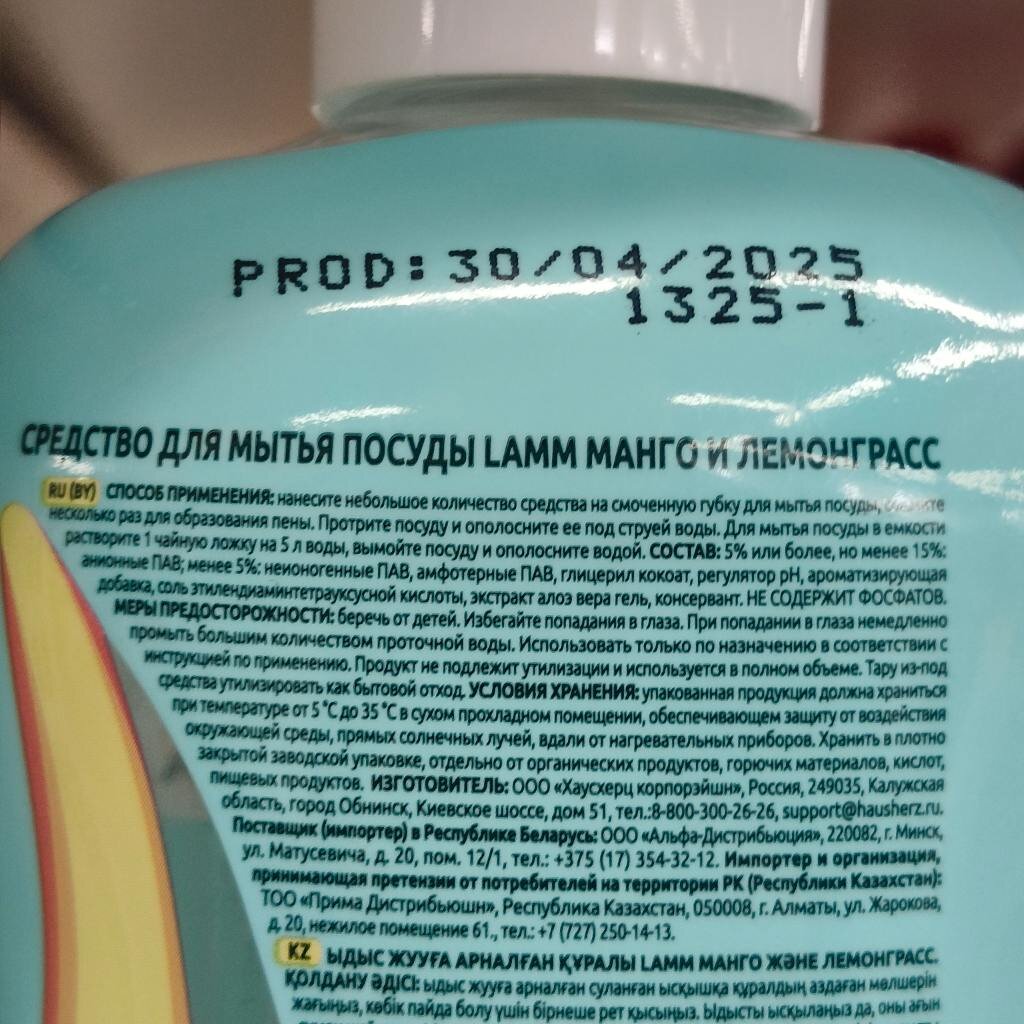 PROD: 30/04/2025
1325-1
СРЕДСТВО ДЛЯ МЫТЬЯ ПОСУДЫ LAMM МАНГО И ЛЕМОНГРАСС
RU (BY) СПОСОБ ПРИМЕНЕНИЯ: нанесите небольшое количество средства на смоченную губку для мытья посуды,
несколько раз для образования пены. Протрите посуду и ополосните ее под струей воды. Для мытья посуды в емкости
растворите 1 чайную ложку на 5 л воды, вымойте посуду и ополосните водой. СОСТАВ: 5% или более, но менее 15%:
анионные ПАВ; менее 5%: неионогенные ПАВ, амфотерные ПАВ, глицерил кокоат, регулятор pH, ароматизирующая
добавка, соль этилендиаминтетрауксусной кислоты, экстракт алоэ вера гель, консервант. НЕ СОДЕРЖИТ ФОСФАТОВ.
МЕРЫ ПРЕДОСТОРОЖНОСТИ: беречь от детей. Избегайте попадания в глаза. При попадании в глаза немедленно
промыть большим количеством проточной воды. Использовать только по назначению в соответствии с
инструкцией по применению. Продукт не подлежит утилизации и используется в полном объеме. Тару из-под
средства утилизировать как бытовой отход. УСЛОВИЯ ХРАНЕНИЯ: упакованная продукция должна храниться
при температуре от 5 °С до 35 °С в сухом прохладном помещении, обеспечивающем защиту от воздействия
окружающей среды, прямых солнечных лучей, вдали от нагревательных приборов. Хранить в плотно
закрытой заводской упаковке, отдельно от органических продуктов, горючих материалов, кислот,
пищевых продуктов. ИЗГОТОВИТЕЛЬ: ООО «Хаусхерц корпорэйшн», Россия, 249035, Калужская
область, город Обнинск, Киевское шоссе, дом 51, тел.:8-800-300-26-26, support@hausherz.ru.
Поставщик (импортер) в Республике Беларусь: ООО «Альфа-Дистрибьюция», 220082, г. Минск,
ул. Матусевича, д. 20, пом. 12/1, тел.: +375 (17) 354-32-12. Импортер и организация,
принимающая претензии от потребителей на территории РК (Республики Казахстан):
ТОО «Прима Дистрибьюшн», Республика Казахстан, 050008, г. Алматы, ул. Жарокова,
д. 20, нежилое помещение 61., тел.: +7 (727) 250-14-13.
KZ ЫДЫС ЖУУҒА АРНАЛҒАН ҚҰРАЛЫ LAMM МАНГО ЖӘНЕ ЛЕМОНГРАСС.
ҚОЛДАНУ ӘДІСІ: ыдыс жууға арналған суланған ысқышқа құралдың аздаған мөлшерін
жағыңыз, көбік пайда болу үшін бірнеше рет қысыңыз. Ыдысты ысқылаңыз да, оны ағын